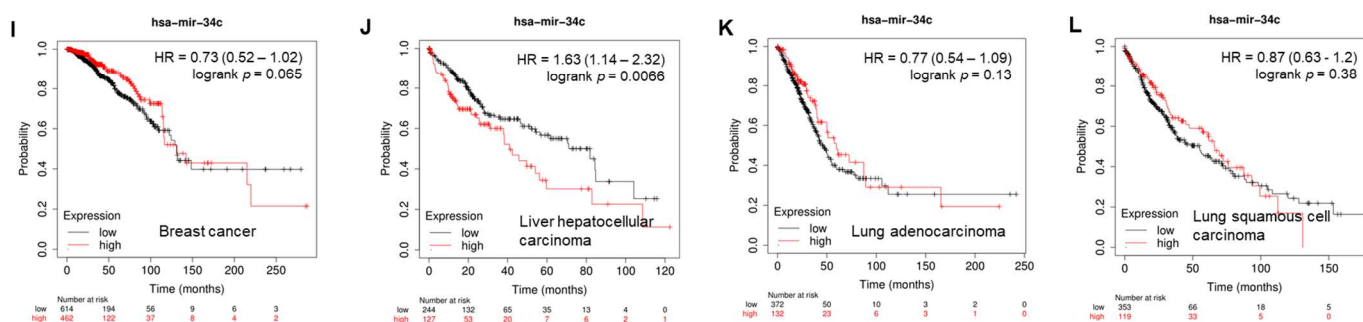 I
hsa-mir-34c
HR = 0.73 (0.52 – 1.02)
logrank p = 0.065
Probability
1.0
0.8
0.6
0.4
0.2
0.0
Expression
low
high
Breast cancer
0 50 100 150 200 250
Time (months)
Number at risk
low 614 194 56 9 6 3
high 462 122 37 8 4 2
J
hsa-mir-34c
HR = 1.63 (1.14 – 2.32)
logrank p = 0.0066
Probability
1.0
0.8
0.6
0.4
0.2
0.0
Expression
low
high
Liver hepatocellular
carcinoma
0 20 40 60 80 100 120
Time (months)
Number at risk
low 244 132 65 35 13 4 0
high 127 53 20 7 6 2 1
K
hsa-mir-34c
HR = 0.77 (0.54 – 1.09)
logrank p = 0.13
Probability
1.0
0.8
0.6
0.4
0.2
0.0
Expression
low
high
Lung adenocarcinoma
0 50 100 150 200 250
Time (months)
Number at risk
low 372 50 10 3 2 0
high 132 23 6 3 1 0
L
hsa-mir-34c
HR = 0.87 (0.63 - 1.2)
logrank p = 0.38
Probability
1.0
0.8
0.6
0.4
0.2
0.0
Expression
low
high
Lung squamous cell
carcinoma
0 50 100 150
Time (months)
Number at risk
low 353 66 18 5
high 119 33 5 0